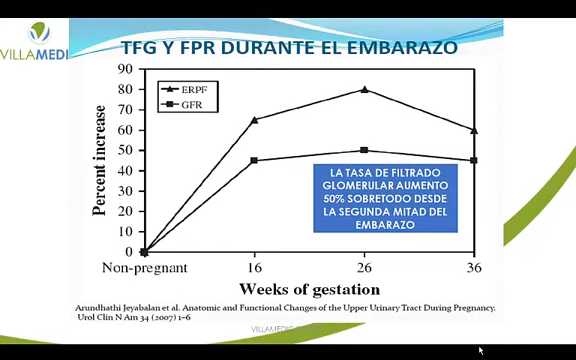 VILLAMEDI
TFG Y FPR DURANTE EL EMBARAZO
90
80
70
60
50
40
30
20
10
0
Percent increase
ERPF
GFR
LA TASA DE FILTRADO
GLOMERULAR AUMENTO
50% SOBRETODO DESDE
LA SEGUNDA MITAD DEL
EMBARAZO
Non-pregnant 16 26 36
Weeks of gestation
Arundhathi Jeyabalan et al. Anatomic and Functional Changes of the Upper Urinary Tract During Pregnancy.
Urol Clin N Am 34 (2007) 1–6